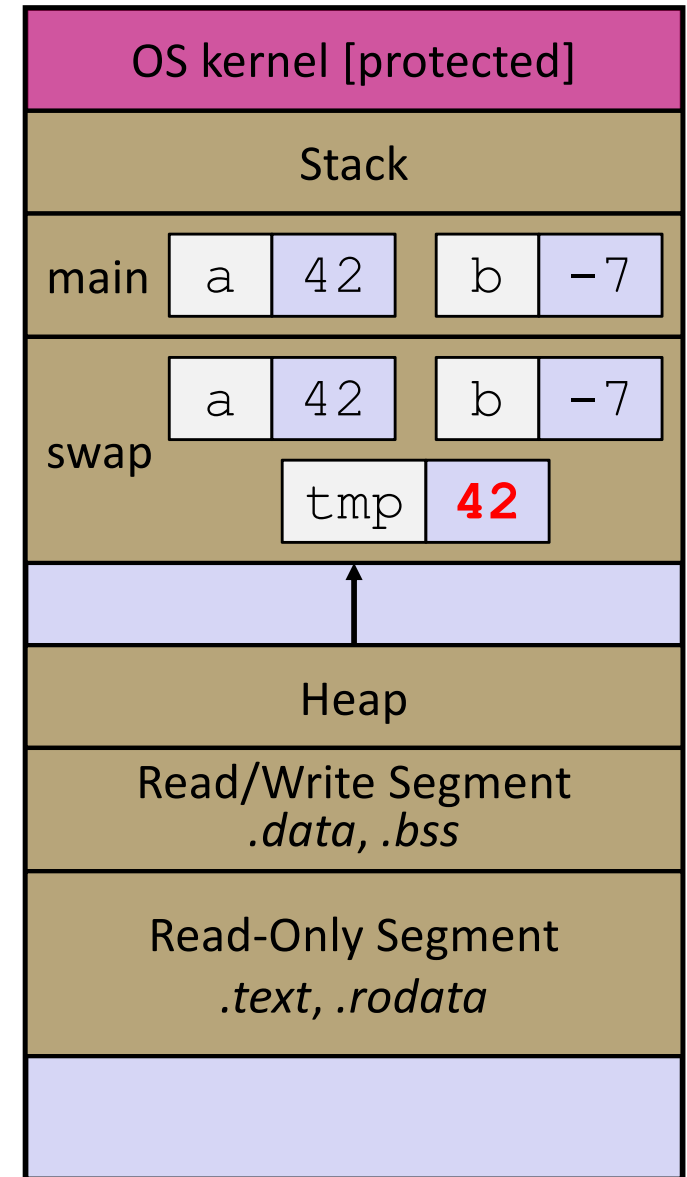 OS kernel [protected]
Stack
main a 42 b -7
a 42 b -7
swap
tmp 42
Heap
Read/Write Segment
.data, .bss
Read-Only Segment
.text, .rodata